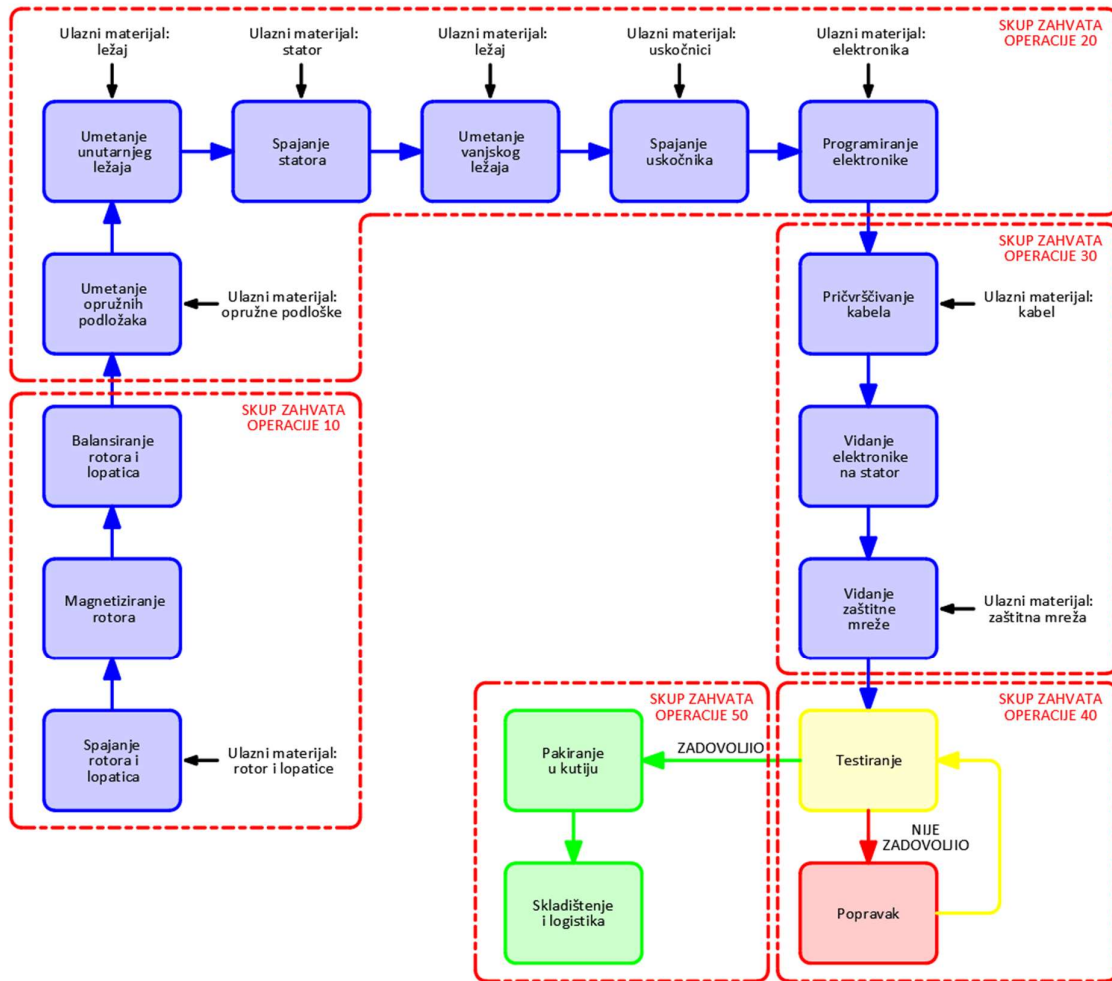 SKUP ZAHVATA
OPERACIJE 20
Ulazni materijal:
ležaj
Ulazni materijal:
stator
Ulazni materijal:
ležaj
Ulazni materijal:
uskočnici
Ulazni materijal:
elektronika
Umetanje
unutarnjeg
ležaja
Spajanje
statora
Umetanje
vanjskog
ležaja
Spajanje
uskočnika
Programiranje
elektronike
Umetanje
opružnih
podložaka
Ulazni materijal:
opružne podloške
SKUP ZAHVATA
OPERACIJE 30
Pričvrščivanje
kabela
Ulazni materijal:
kabel
SKUP ZAHVATA
OPERACIJE 10
Balansiranje
rotora i
lopatica
Vidanje
elektronike
na stator
Magnetiziranje
rotora
Vidanje
zaštitne
mreže
Ulazni materijal:
zaštitna mreža
Spajanje
rotora i
lopatica
Ulazni materijal:
rotor i lopatice
SKUP ZAHVATA
OPERACIJE 50
SKUP ZAHVATA
OPERACIJE 40
Pakiranje
u kutiju
ZADOVOLJIO
Testiranje
NIJE
ZADOVOLJIO
Skladištenje
i logistika
Popravak